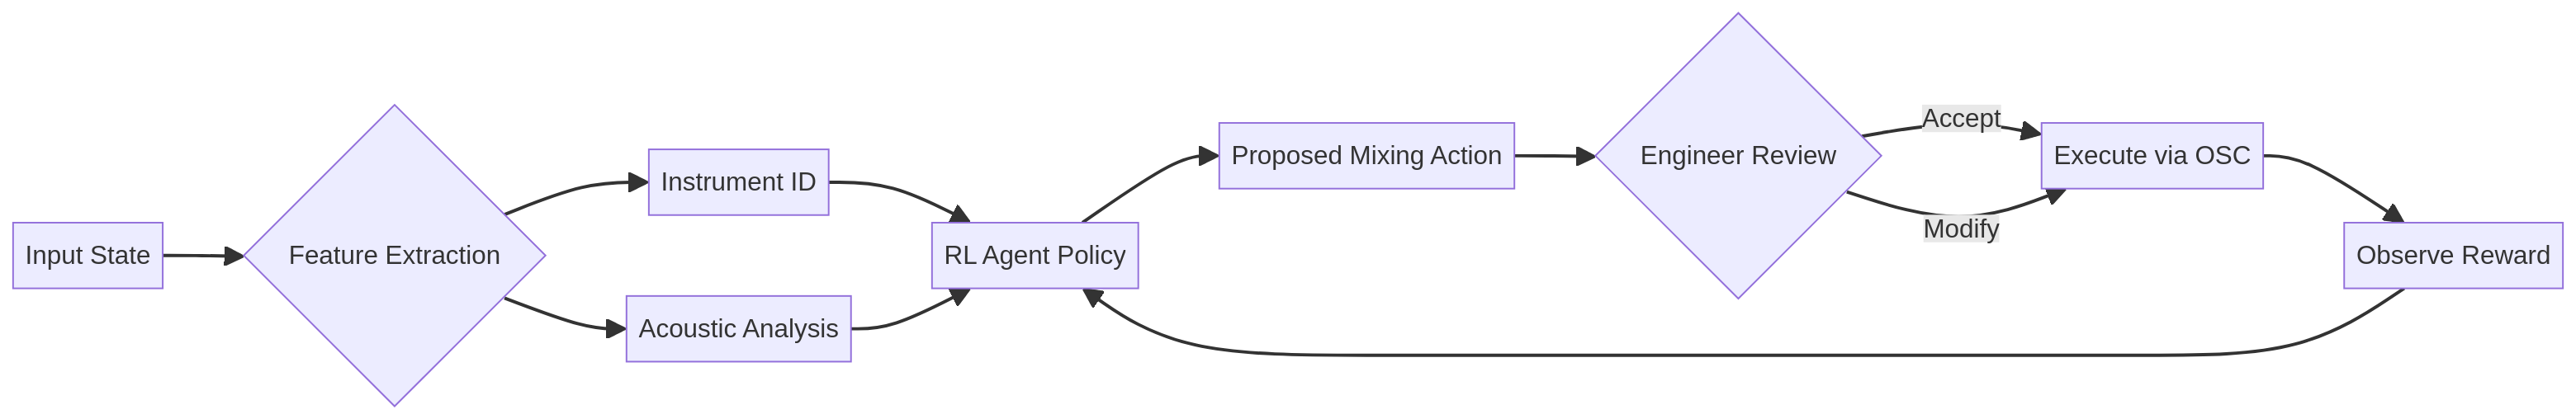 Input State
Feature Extraction
Instrument ID
Acoustic Analysis
RL Agent Policy
Proposed Mixing Action
Engineer Review
Accept
Modify
Execute via OSC
Observe Reward